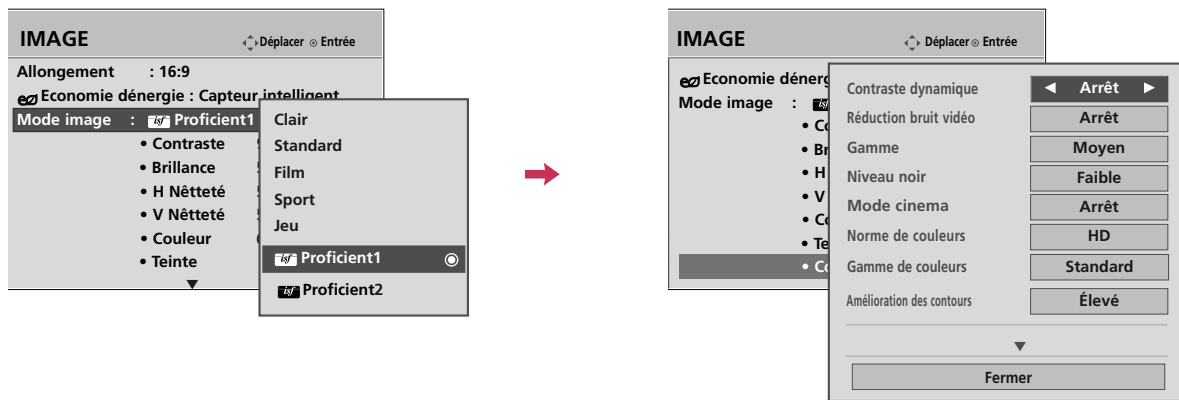 IMAGE
Déplacer
Entrée
Allongement : 16:9
Economie dénergie : Capteur intelligent
Mode image : isf Proficient1
• Contraste
• Brillance
• H Nêtteté
• V Nêtteté
• Couleur
• Teinte
Clair
Standard
Film
Sport
Jeu
isf Proficient1
isf Proficient2
IMAGE
Déplacer
Entrée
Economie dénerg
Mode image :
• Co
• Br
• H
• V
• Co
• Te
• Co
Contraste dynamique ◀ Arrêt ▶
Réduction bruit vidéo Arrêt
Gamme Moyen
Niveau noir Faible
Mode cinema Arrêt
Norme de couleurs HD
Gamme de couleurs Standard
Amélioration des contours Élevé
Fermer